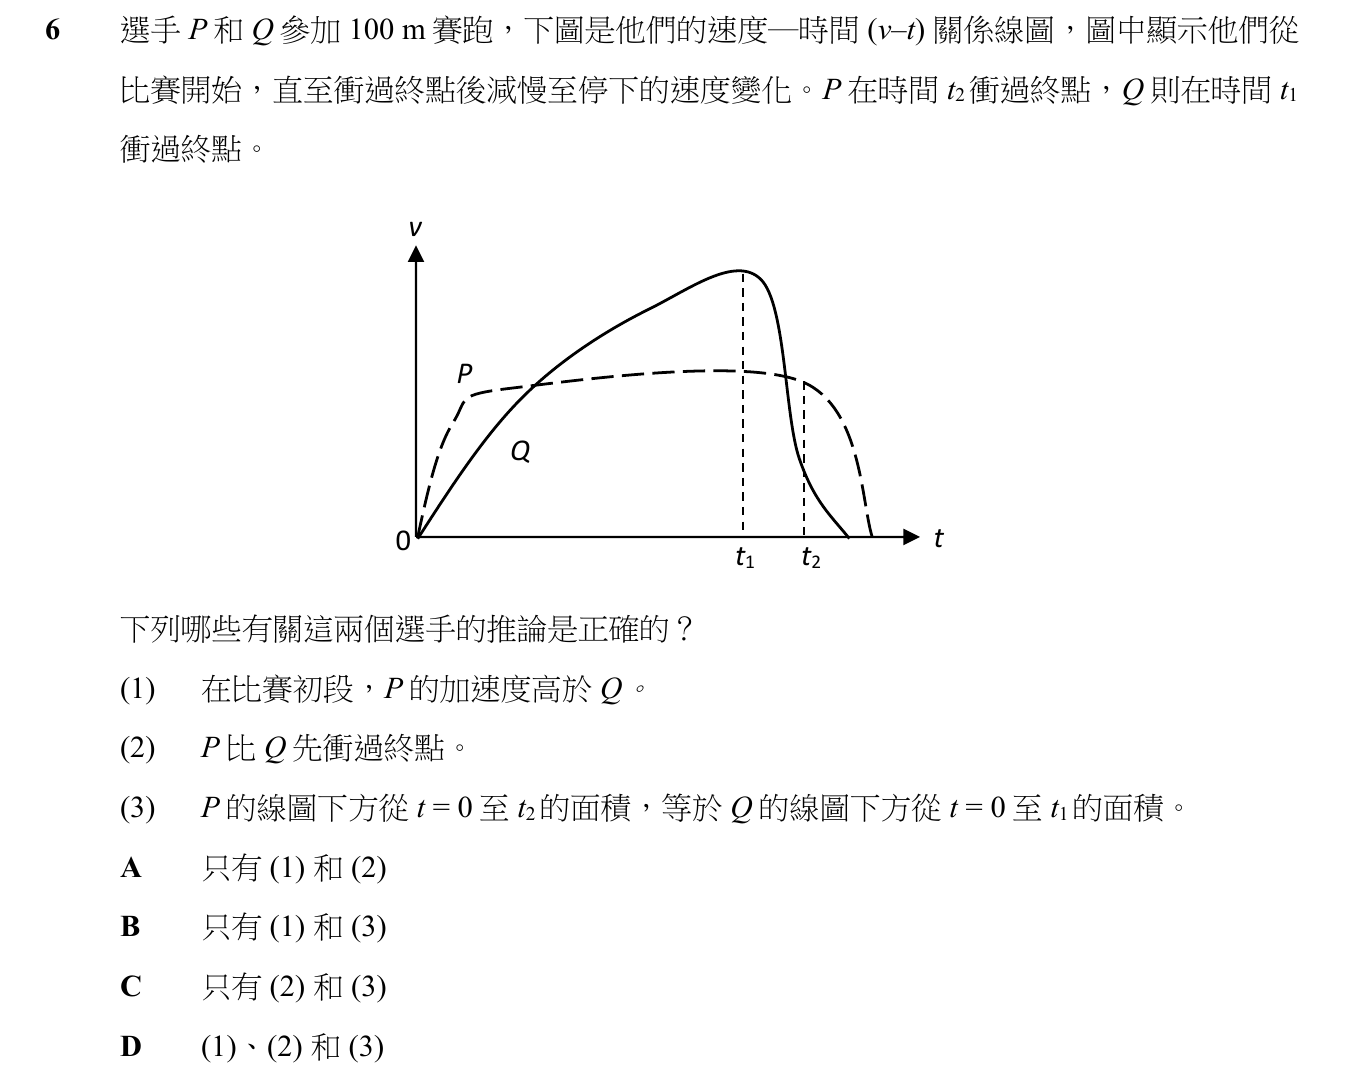 6 選手 P 和 Q 參加 100 m 賽跑，下圖是他們的速度—時間 (v–t) 關係線圖，圖中顯示他們從
比賽開始，直至衝過終點後減慢至停下的速度變化。P 在時間 t₂ 衝過終點，Q 則在時間 t₁
衝過終點。
v
P
Q
0
t
t₁ t₂
下列哪些有關這兩個選手的推論是正確的？
(1) 在比賽初段，P 的加速度高於 Q。
(2) P 比 Q 先衝過終點。
(3) P 的線圖下方從 t = 0 至 t₂ 的面積，等於 Q 的線圖下方從 t = 0 至 t₁ 的面積。
A 只有 (1) 和 (2)
B 只有 (1) 和 (3)
C 只有 (2) 和 (3)
D (1)、(2) 和 (3)